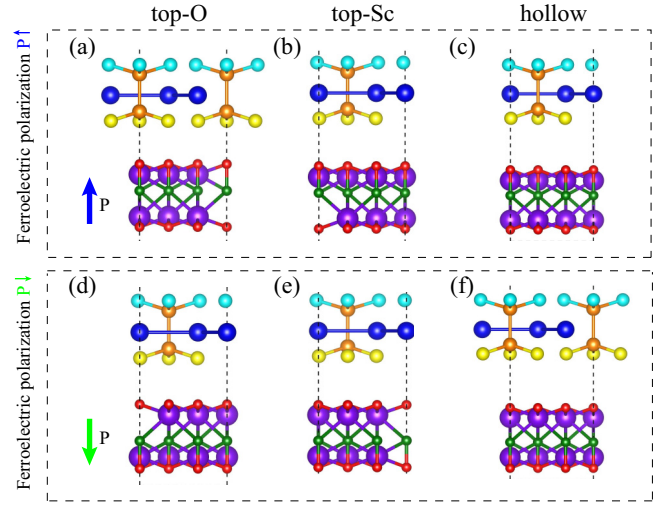 top-O top-Sc hollow
Ferroelectric polarization P↑
(a) (b) (c)
P
Ferroelectric polarization P↓
(d) (e) (f)
P